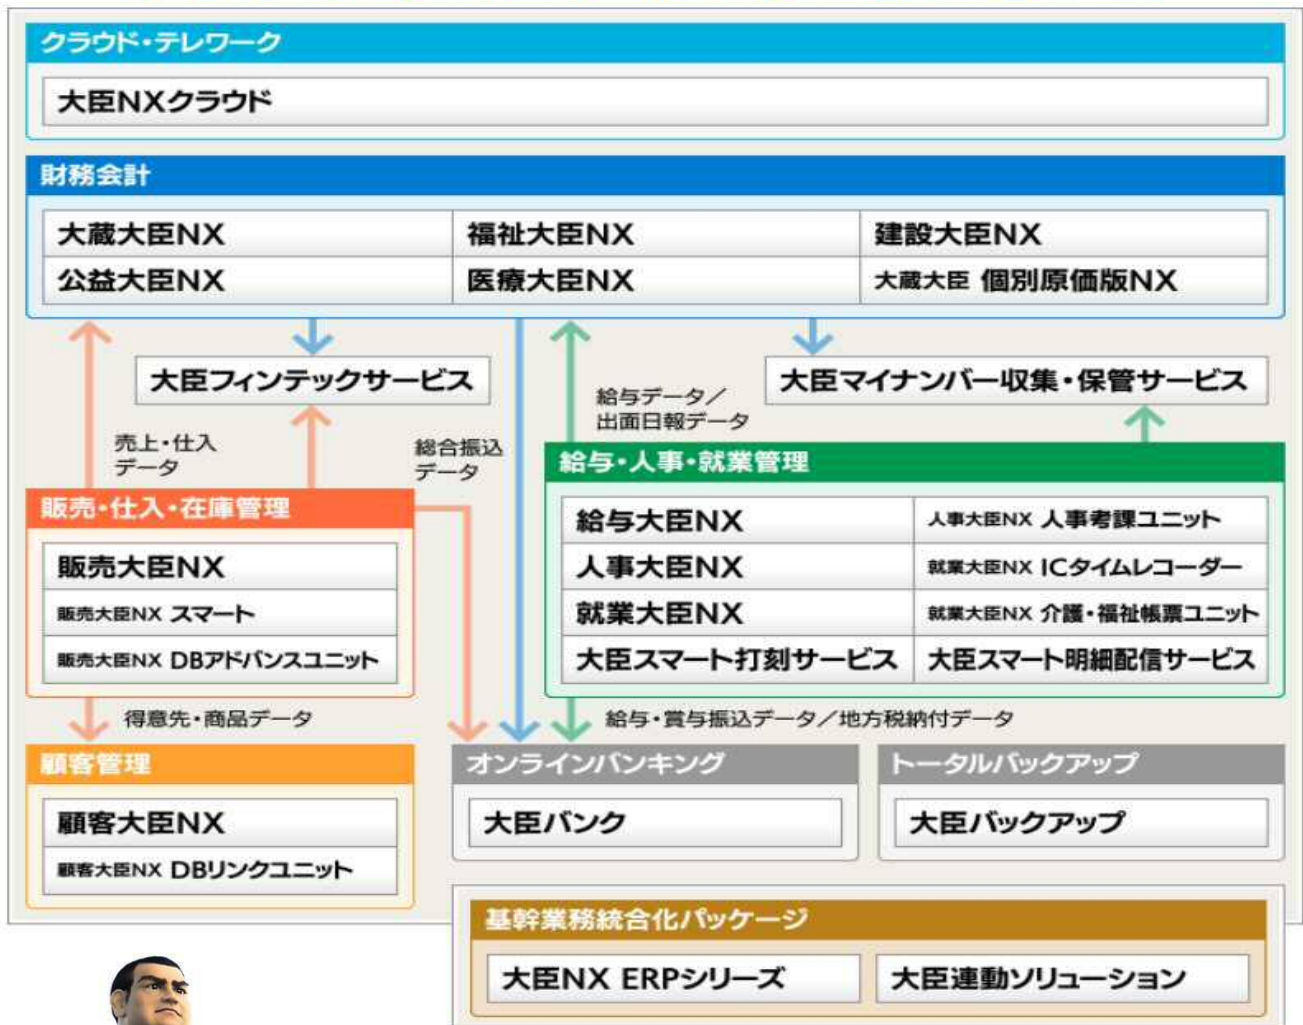 クラウド・テレワーク
大臣NXクラウド
財務会計
大蔵大臣NX
福祉大臣NX
建設大臣NX
公益大臣NX
医療大臣NX
大蔵大臣 個別原価版NX
大臣フィンテックサービス
大臣マイナンバー収集・保管サービス
給与データ／
出面日報データ
売上・仕入
データ
総合振込
データ
販売・仕入・在庫管理
販売大臣NX
販売大臣NX スマート
販売大臣NX DBアドバンスユニット
給与・人事・就業管理
給与大臣NX
人事大臣NX 人事考課ユニット
人事大臣NX
就業大臣NX ICタイムレコーダー
就業大臣NX
就業大臣NX 介護・福祉帳票ユニット
大臣スマート打刻サービス
大臣スマート明細配信サービス
得意先・商品データ
給与・賞与振込データ／地方税納付データ
顧客管理
顧客大臣NX
顧客大臣NX DBリンクユニット
オンラインバンキング
大臣バンク
トータルバックアップ
大臣バックアップ
基幹業務統合化パッケージ
大臣NX ERPシリーズ
大臣連動ソリューション